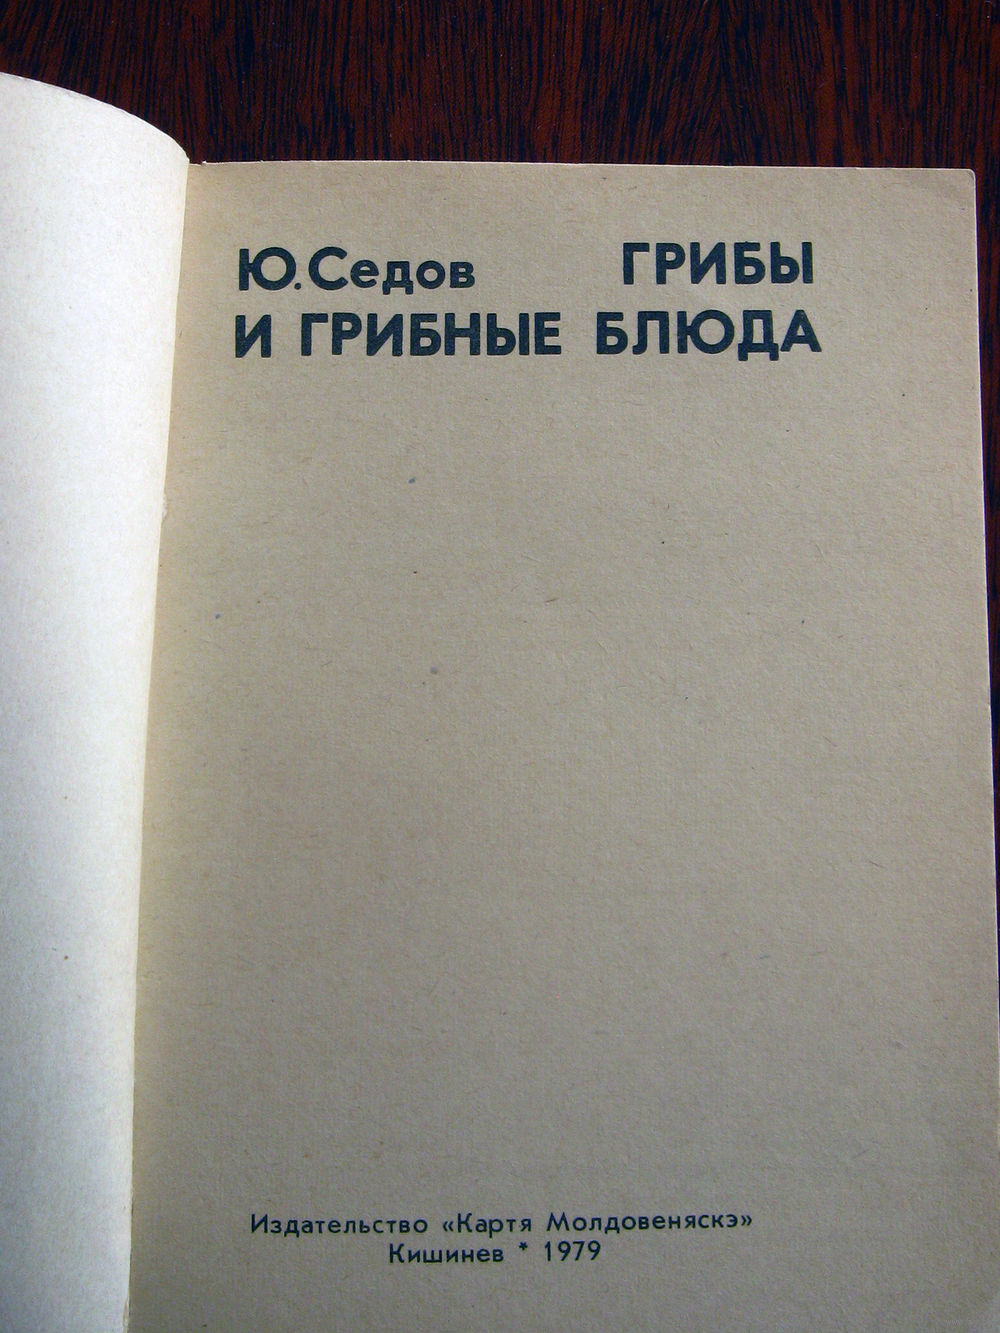 Ю. Седов ГРИБЫ
И ГРИБНЫЕ БЛЮДА
Издательство «Картя Молдовеняскэ»
Кишинев * 1979